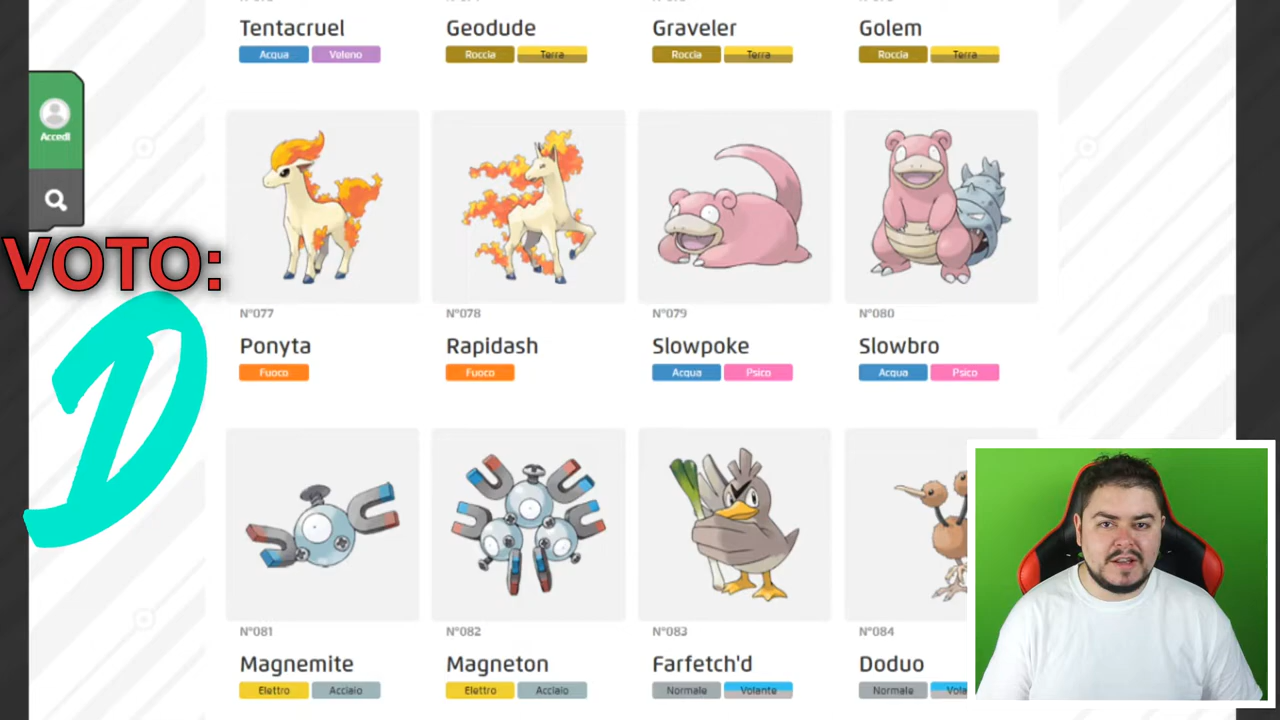 Tentacruel
Acqua Veleno
Geodude
Roccia Terra
Graveler
Roccia Terra
Golem
Roccia Terra
Accedi
VOTO:
D
N°077
Ponyta
Fuoco
N°078
Rapidash
Fuoco
N°079
Slowpoke
Acqua Psico
N°080
Slowbro
Acqua Psico
N°081
Magnemite
Elettro Acciaio
N°082
Magneton
Elettro Acciaio
N°083
Farfetch'd
Normale Volante
N°084
Doduo
Normale